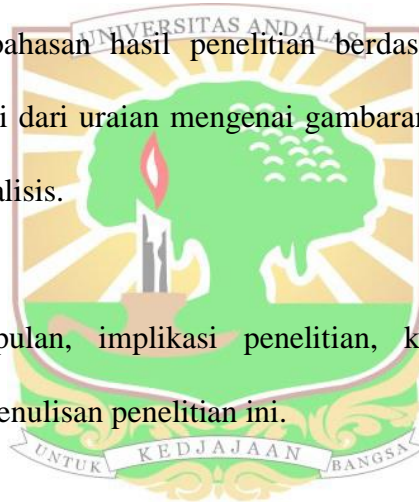 UNIVERSITAS ANDALAS
bahasan hasil penelitian berdas
i dari uraian mengenai gambaran
alisis.
pulan, implikasi penelitian, k
enulisan penelitian ini.
UNTUK KEDJAJAAN BANGSA